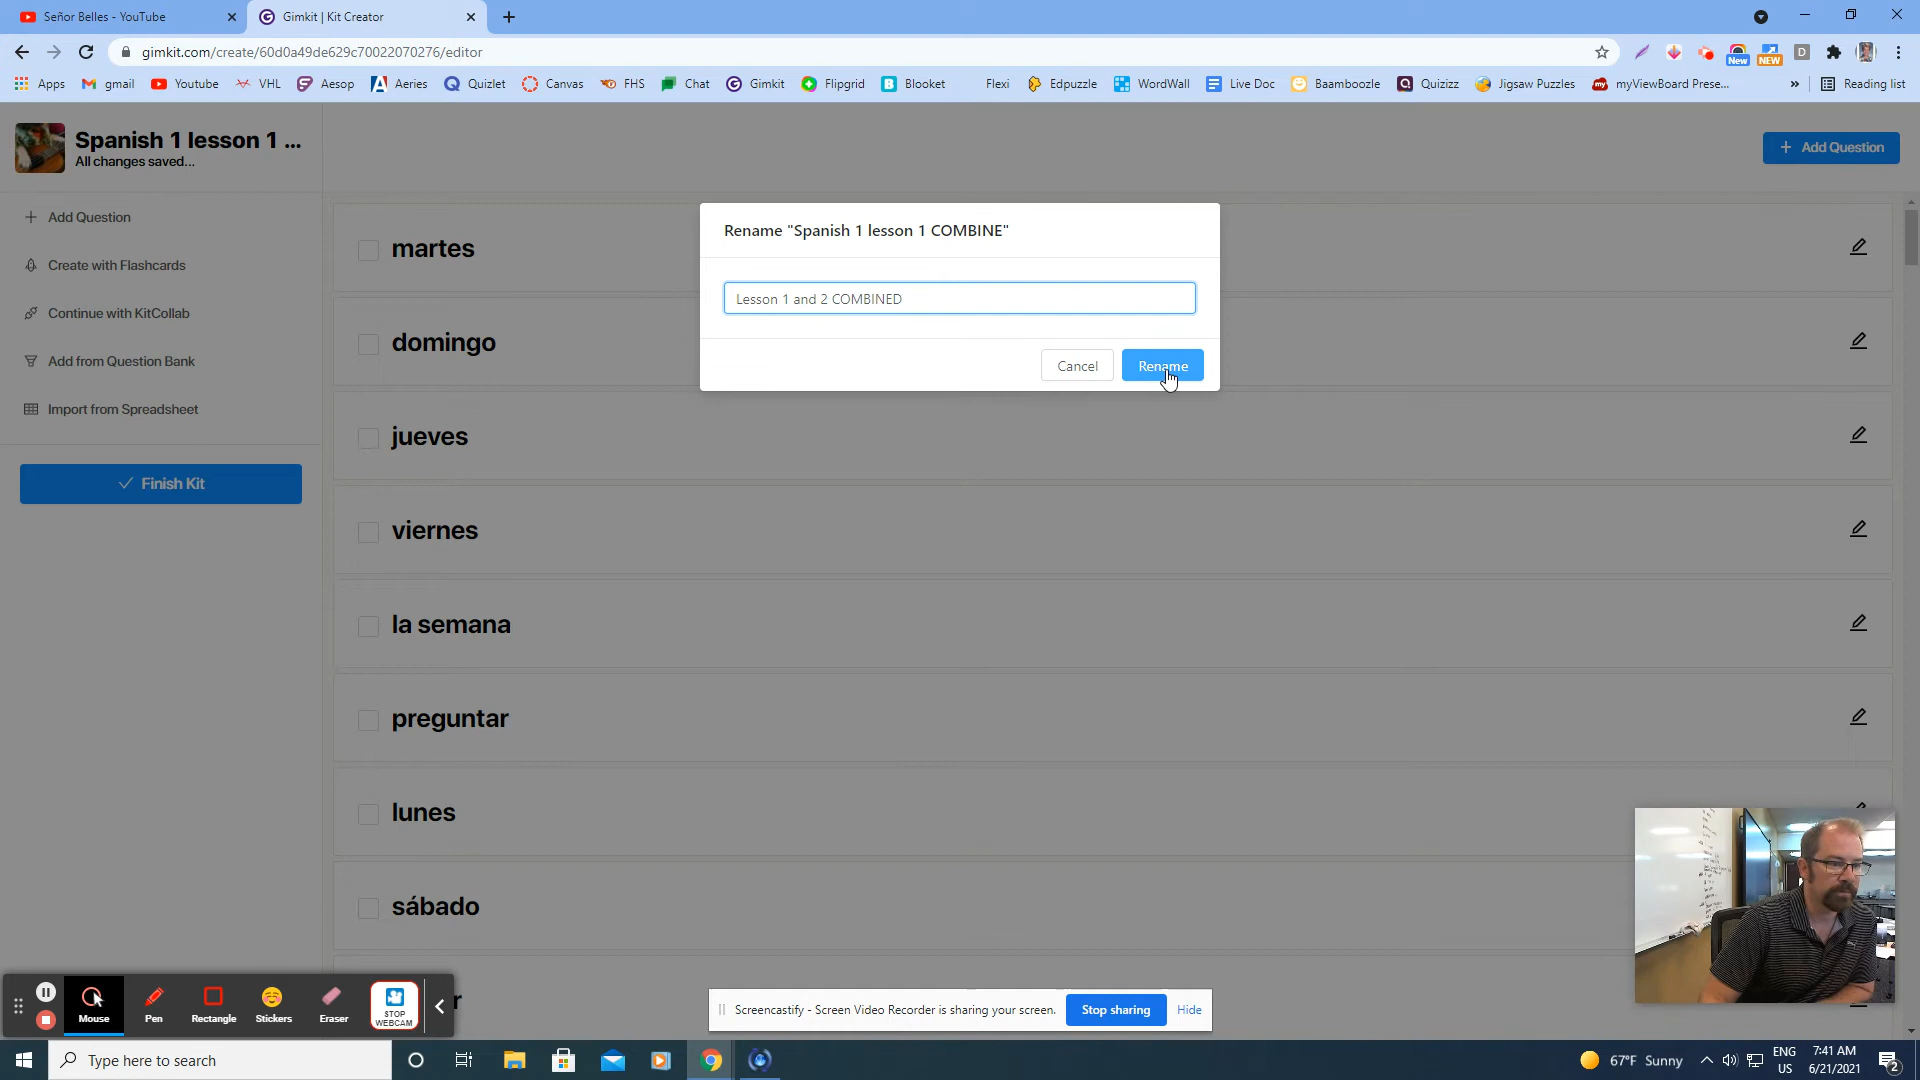 Señor Belles - YouTube
Gimkit | Kit Creator
gimkit.com/create/60d0a49de629c70022070276/editor
New
NEW
D
Apps
gmail
Youtube
VHL
Aesop
Aeries
Quizlet
Canvas
FHS
Chat
Gimkit
Flipgrid
Blooket
Flexi
Edpuzzle
WordWall
Live Doc
Baamboozle
Quizizz
Jigsaw Puzzles
myViewBoard Prese...
»
Reading list
Spanish 1 lesson 1 ...
All changes saved...
+ Add Question
Add Question
Create with Flashcards
Continue with KitCollab
Add from Question Bank
Import from Spreadsheet
Finish Kit
martes
domingo
jueves
viernes
la semana
preguntar
lunes
sábado
r
Rename "Spanish 1 lesson 1 COMBINE"
Lesson 1 and 2 COMBINED
Cancel
Rename
Mouse
Pen
Rectangle
Stickers
Eraser
STOP
WEBCAM
Screencastify - Screen Video Recorder is sharing your screen.
Stop sharing
Hide
Type here to search
67°F Sunny
ENG
US
7:41 AM
6/21/2021
2